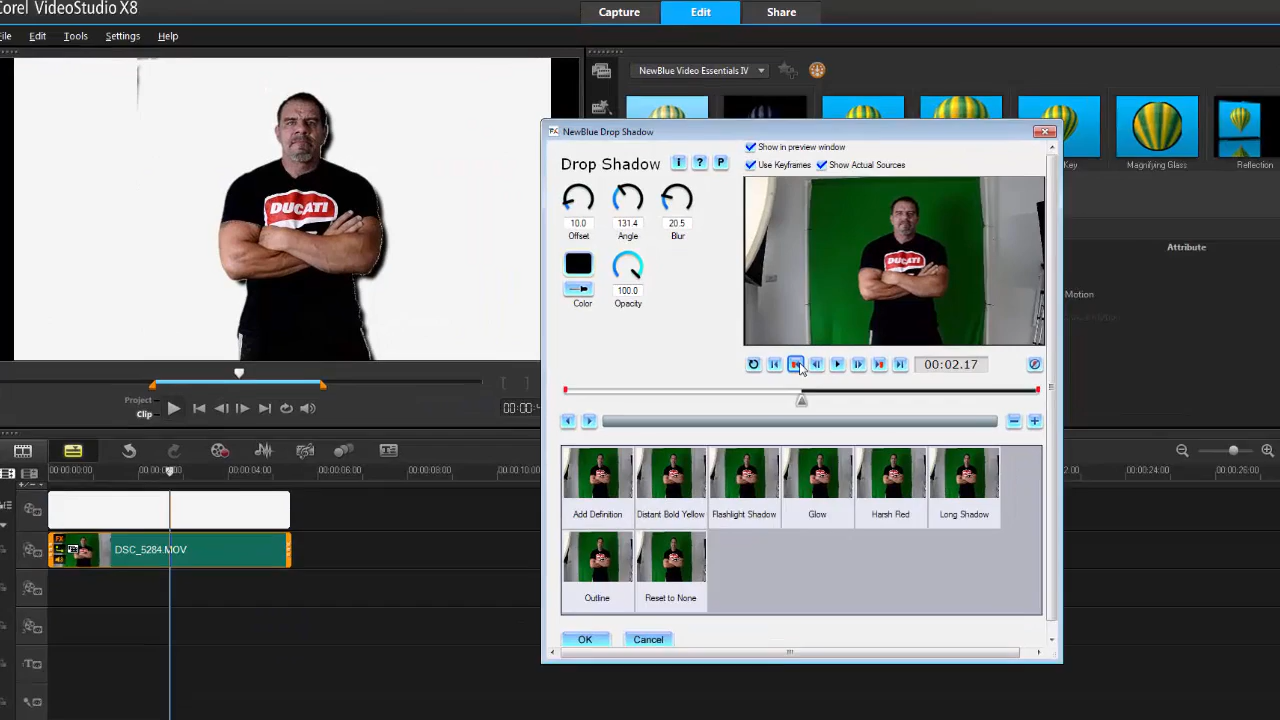 Corel VideoStudio X8
Capture
Edit
Share
File
Edit
Tools
Settings
Help
NewBlue Video Essentials IV
DUCATI
Key
Magnifying Glass
Reflection
Attribute
Motion
NewBlue Drop Shadow
Drop Shadow
i
?
P
Show in preview window
Use Keyframes
Show Actual Sources
10.0
131.4
20.5
Offset
Angle
Blur
100.0
Color
Opacity
DUCATI
00:02.17
Add Definition
Distant Bold Yellow
Flashlight Shadow
Glow
Harsh Red
Long Shadow
Outline
Reset to None
OK
Cancel
Project
Clip
00:00:00:00
00:00:04:00
00:00:06:00
00:00:08:00
00:00:10:00
00:00:24:00
00:00:26:00
FX
DSC_5284.MOV